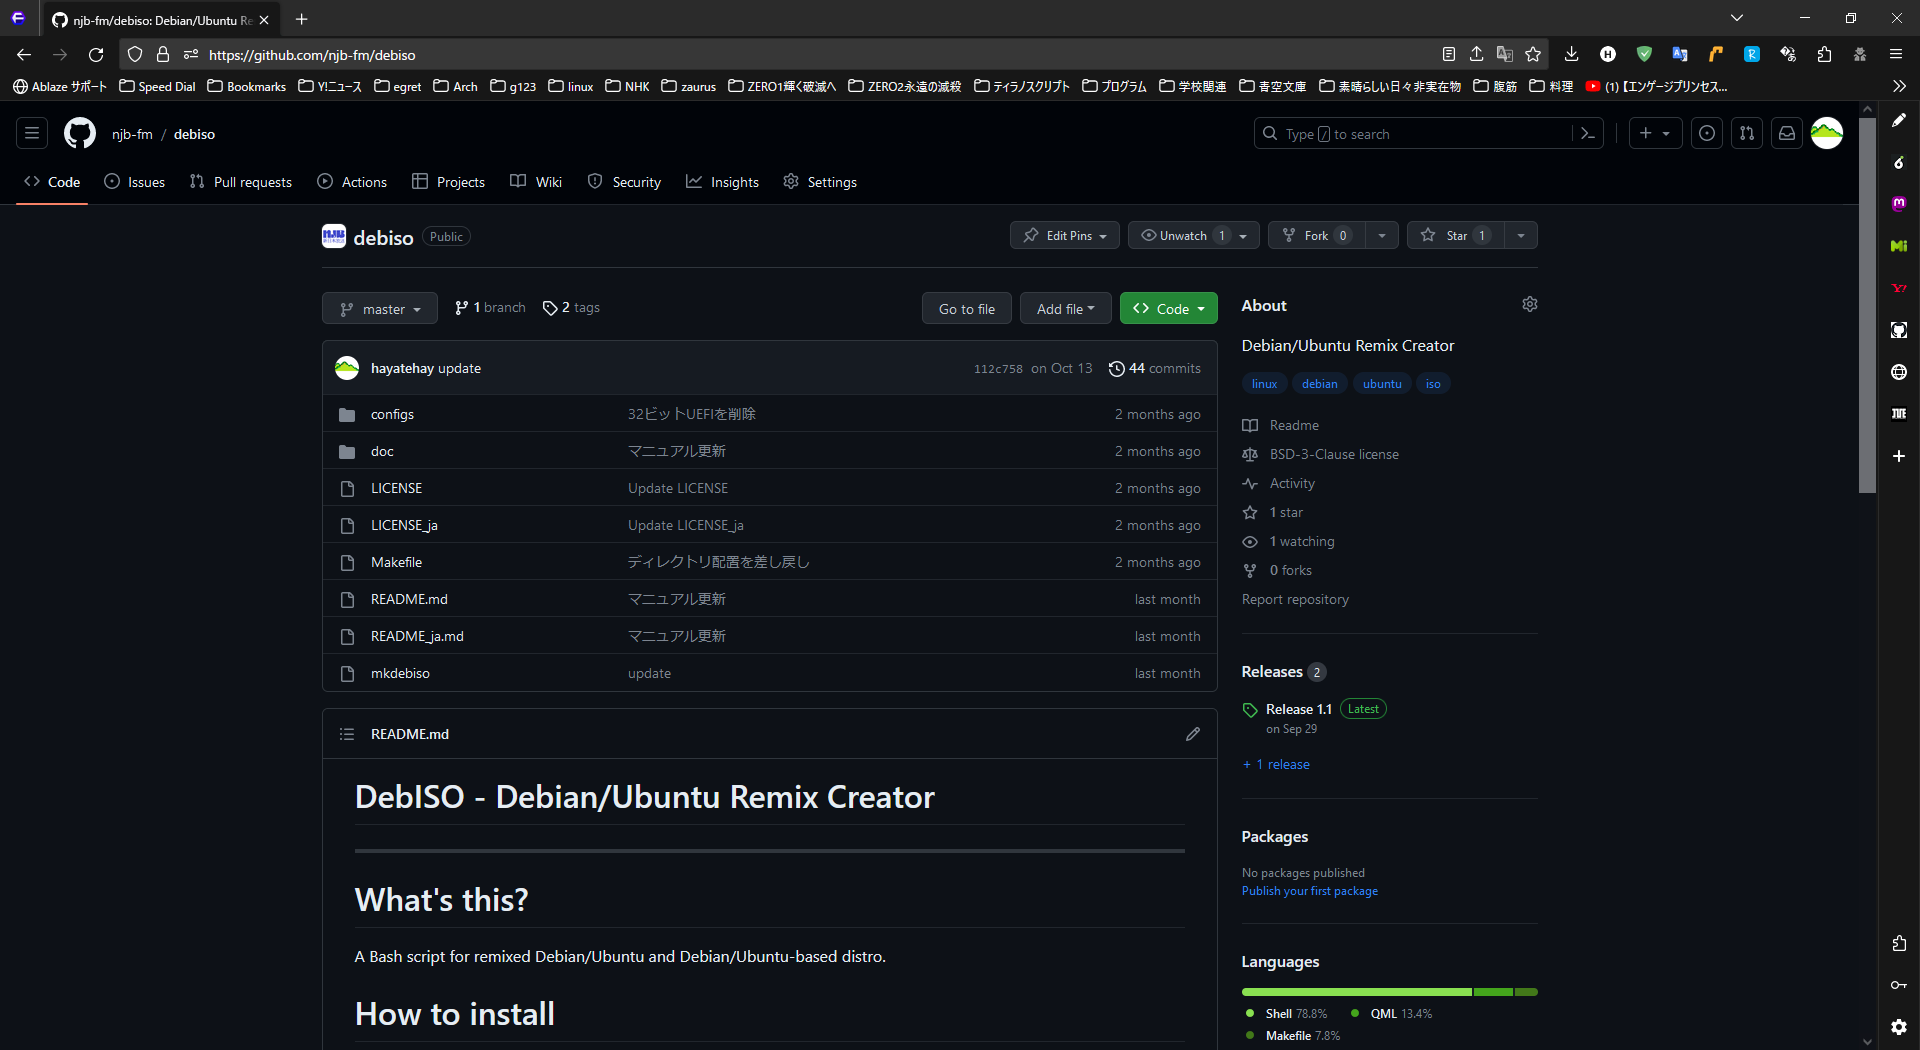 njb-fm/debiso: Debian/Ubuntu Re
https://github.com/njb-fm/debiso
Ablaze サポート Speed Dial Bookmarks Y!ニュース egret Arch g123 linux NHK zaurus ZERO1輝く破滅へ ZERO2永遠の滅殺 ティラノスクリプト プログラム 学校関連 青空文庫 素晴らしい日々非実在物 腹筋 料理 (1)【エンゲージプリンセス...
njb-fm / debiso
Type / to search
Code Issues Pull requests Actions Projects Wiki Security Insights Settings
debiso Public
Edit Pins Unwatch 1 Fork 0 Star 1
master 1 branch 2 tags
Go to file Add file Code
hayatehay update 112c758 on Oct 13 44 commits
configs 32ビットUEFIを削除 2 months ago
doc マニュアル更新 2 months ago
LICENSE Update LICENSE 2 months ago
LICENSE_ja Update LICENSE_ja 2 months ago
Makefile ディレクトリ配置を差し戻し 2 months ago
README.md マニュアル更新 last month
README_ja.md マニュアル更新 last month
mkdebiso update last month
README.md
DebISO - Debian/Ubuntu Remix Creator
What's this?
A Bash script for remixed Debian/Ubuntu and Debian/Ubuntu-based distro.
How to install
About
Debian/Ubuntu Remix Creator
linux debian ubuntu iso
Readme
BSD-3-Clause license
Activity
1 star
1 watching
0 forks
Report repository
Releases 2
Release 1.1 Latest
on Sep 29
+ 1 release
Packages
No packages published
Publish your first package
Languages
Shell 78.8% QML 13.4%
Makefile 7.8%